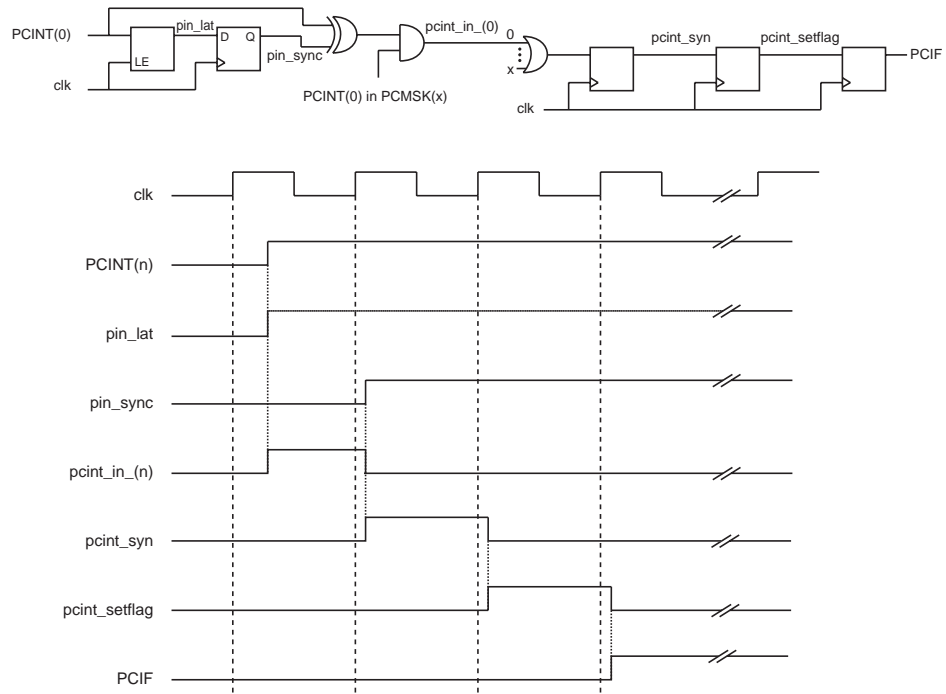 PCINT(0)
pin_lat
D Q
LE
clk
pin_sync
PCINT(0) in PCMSK(x)
pcint_in_(0)
0
x
clk
pcint_syn
pcint_setflag
PCIF
clk
PCINT(n)
pin_lat
pin_sync
pcint_in_(n)
pcint_syn
pcint_setflag
PCIF